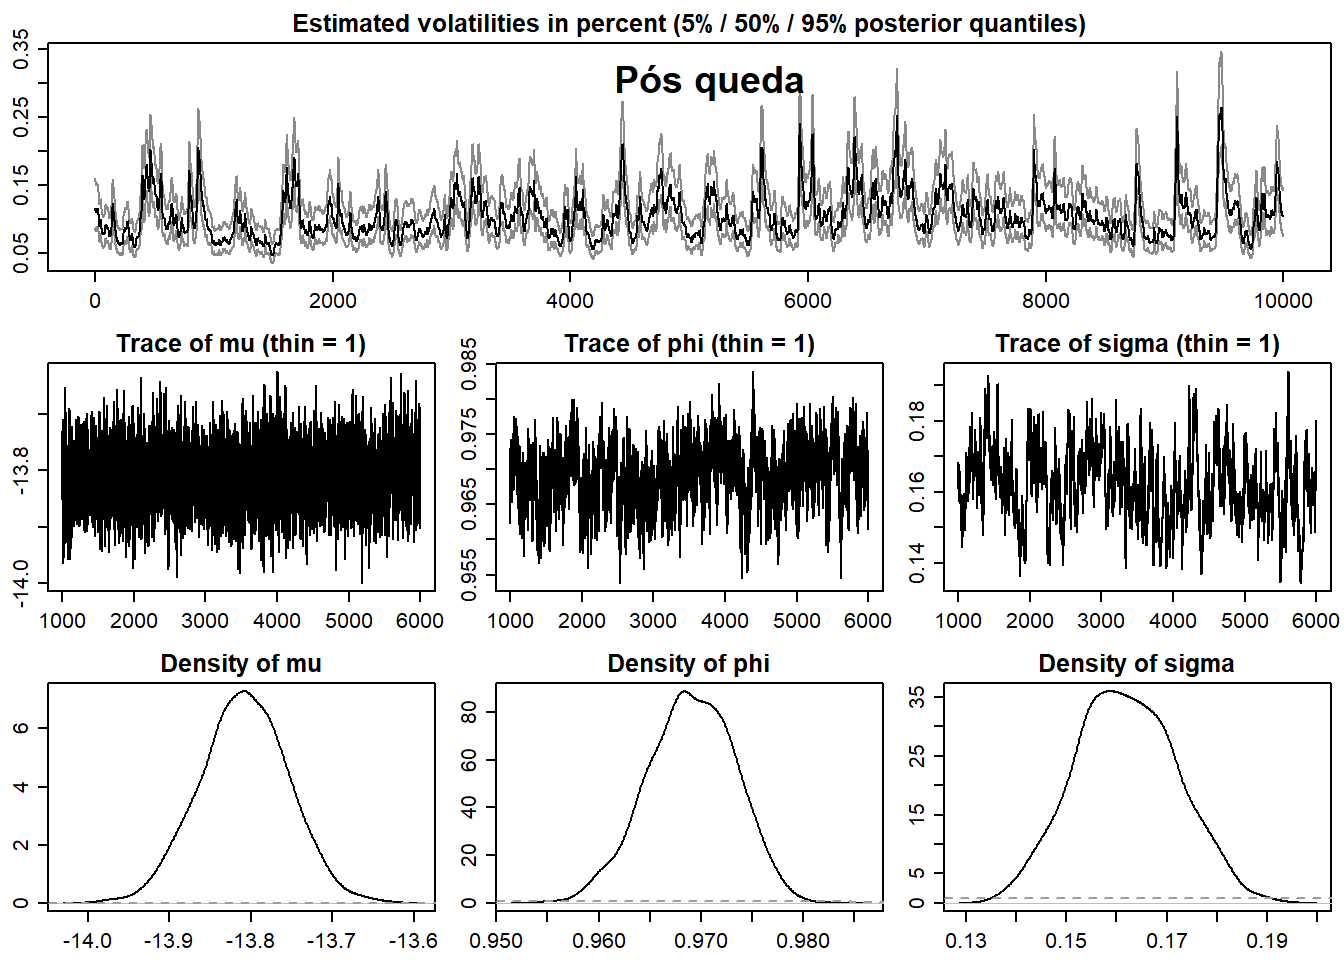 Estimated volatilities in percent (5% / 50% / 95% posterior quantiles)
Pós queda
0.35
0.25
0.15
0.05
0 2000 4000 6000 8000 10000
Trace of mu (thin = 1) Trace of phi (thin = 1) Trace of sigma (thin = 1)
-13.8
-14.0
1000 2000 3000 4000 5000 6000
0.985
0.975
0.965
0.955
1000 2000 3000 4000 5000 6000
0.18
0.16
0.14
1000 2000 3000 4000 5000 6000
Density of mu Density of phi Density of sigma
6
4
2
0
-14.0 -13.9 -13.8 -13.7 -13.6
80
60
40
20
0
0.950 0.960 0.970 0.980
35
25
15
5
0
0.13 0.15 0.17 0.19